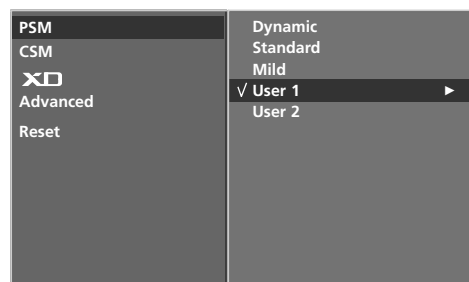 PSM
CSM
XD
Advanced
Reset
Dynamic
Standard
Mild
√ User 1 ►
User 2